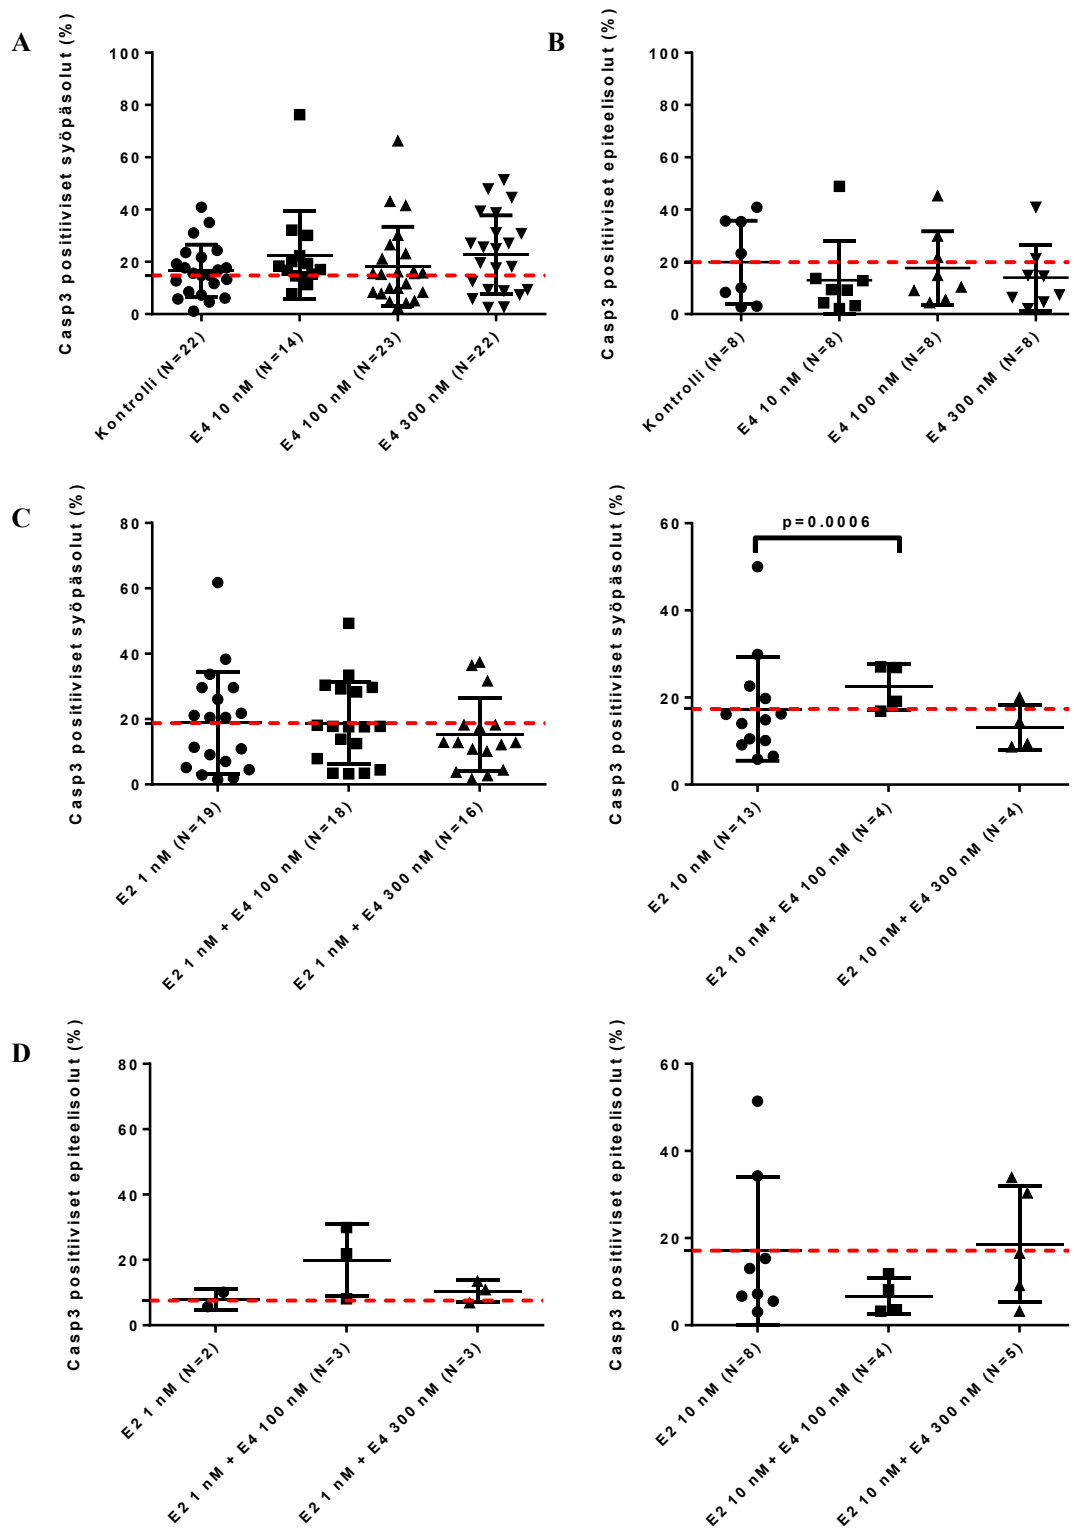 A
Casp3 positiiviset syöpäsolut (%)
100
80
60
40
20
0
Kontrolli (N=22)
E4 10 nM (N=14)
E4 100 nM (N=23)
E4 300 nM (N=22)
B
Casp3 positiiviset epiteelisolut (%)
100
80
60
40
20
0
Kontrolli (N=8)
E4 10 nM (N=8)
E4 100 nM (N=8)
E4 300 nM (N=8)
C
Casp3 positiiviset syöpäsolut (%)
80
60
40
20
0
E2 1 nM (N=19)
E2 1 nM + E4 100 nM (N=18)
E2 1 nM + E4 300 nM (N=16)
Casp3 positiiviset syöpäsolut (%)
60
40
20
0
p=0.0006
E2 10 nM (N=13)
E2 10 nM+ E4 100 nM (N=4)
E2 10 nM+ E4 300 nM (N=4)
D
Casp3 positiiviset epiteelisolut (%)
80
60
40
20
0
E2 1 nM (N=2)
E2 1 nM + E4 100 nM (N=3)
E2 1 nM + E4 300 nM (N=3)
Casp3 positiiviset epiteelisolut (%)
60
40
20
0
E2 10 nM (N=8)
E2 10 nM+ E4 100 nM (N=4)
E2 10 nM+ E4 300 nM (N=5)